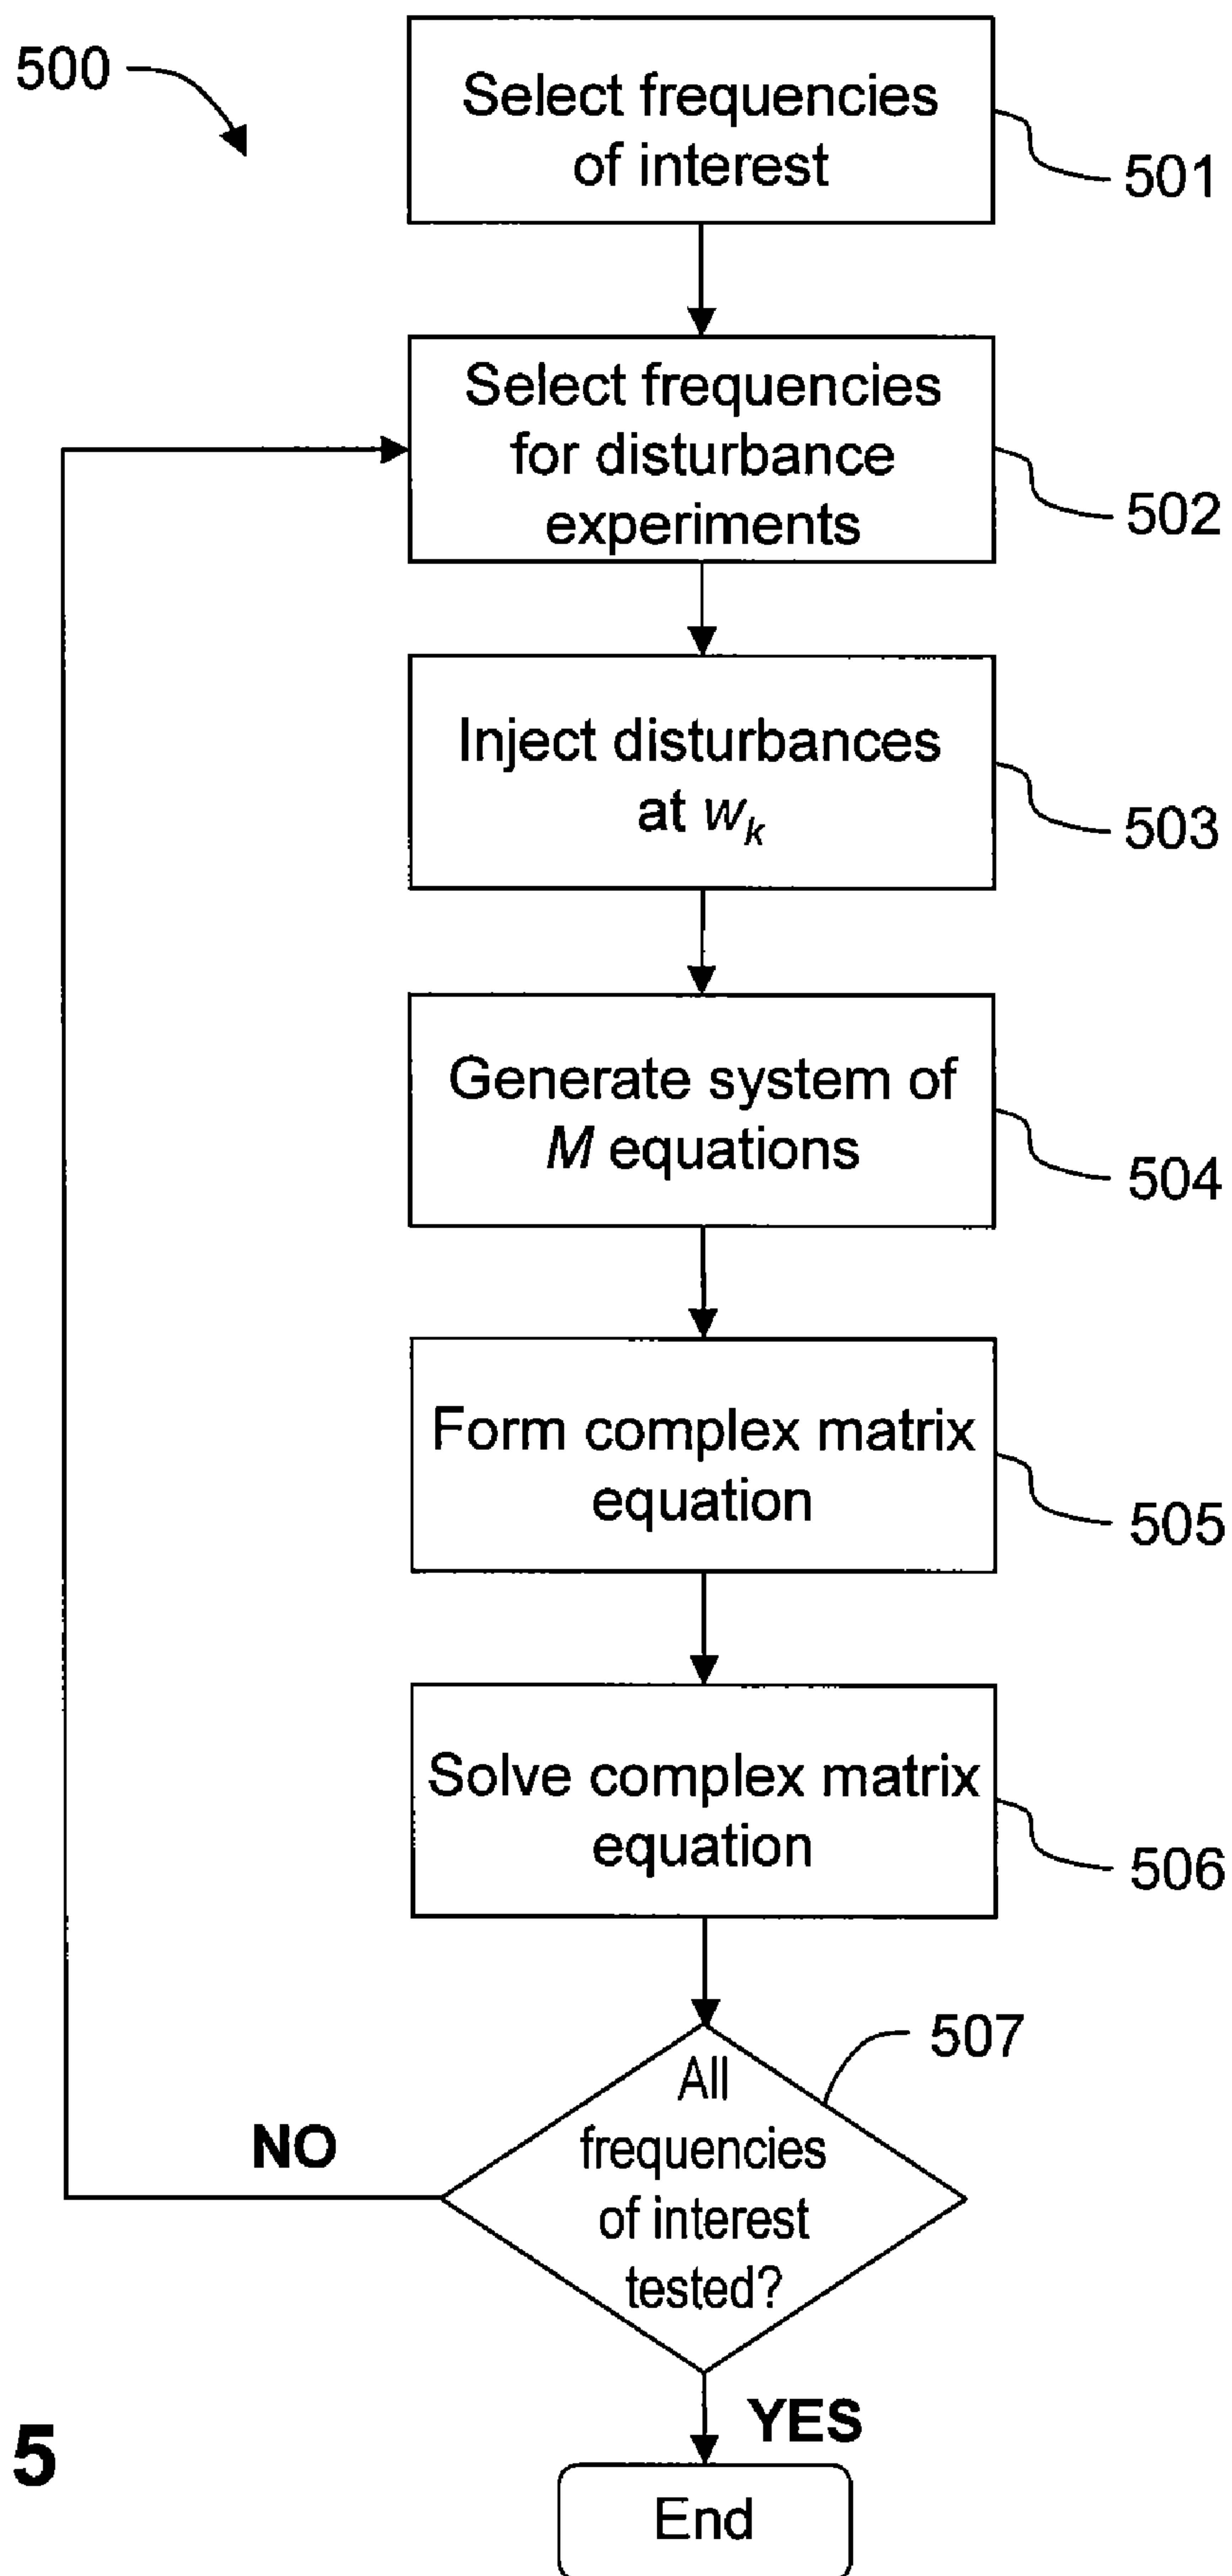 500
Select frequencies
of interest
501
Select frequencies
for disturbance
experiments
502
Inject disturbances
at wₖ
503
Generate system of
M equations
504
Form complex matrix
equation
505
Solve complex matrix
equation
506
All
frequencies
of interest
tested?
507
NO
YES
5
End